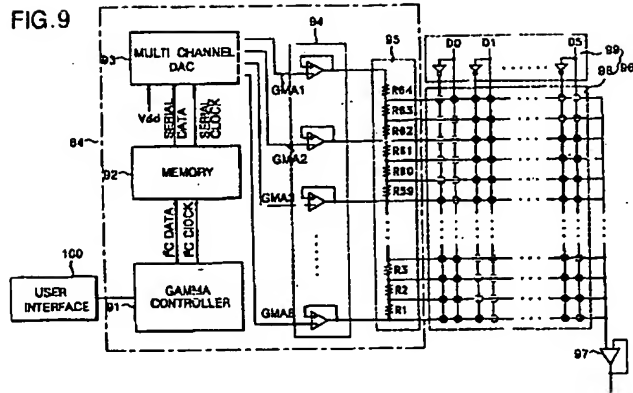 FIG.9
93
MULTI CHANNEL
DAC
94
95
D0 D1 D5
99
96
98
GMA1
R64
R63
R62
R61
R60
R59
Vdd
SERIAL
DATA
SERIAL
CLOCK
GMA2
84
92
MEMORY
I²C DATA
I²C CLOCK
100
USER
INTERFACE
91
GAMMA
CONTROLLER
R3
R2
R1
97